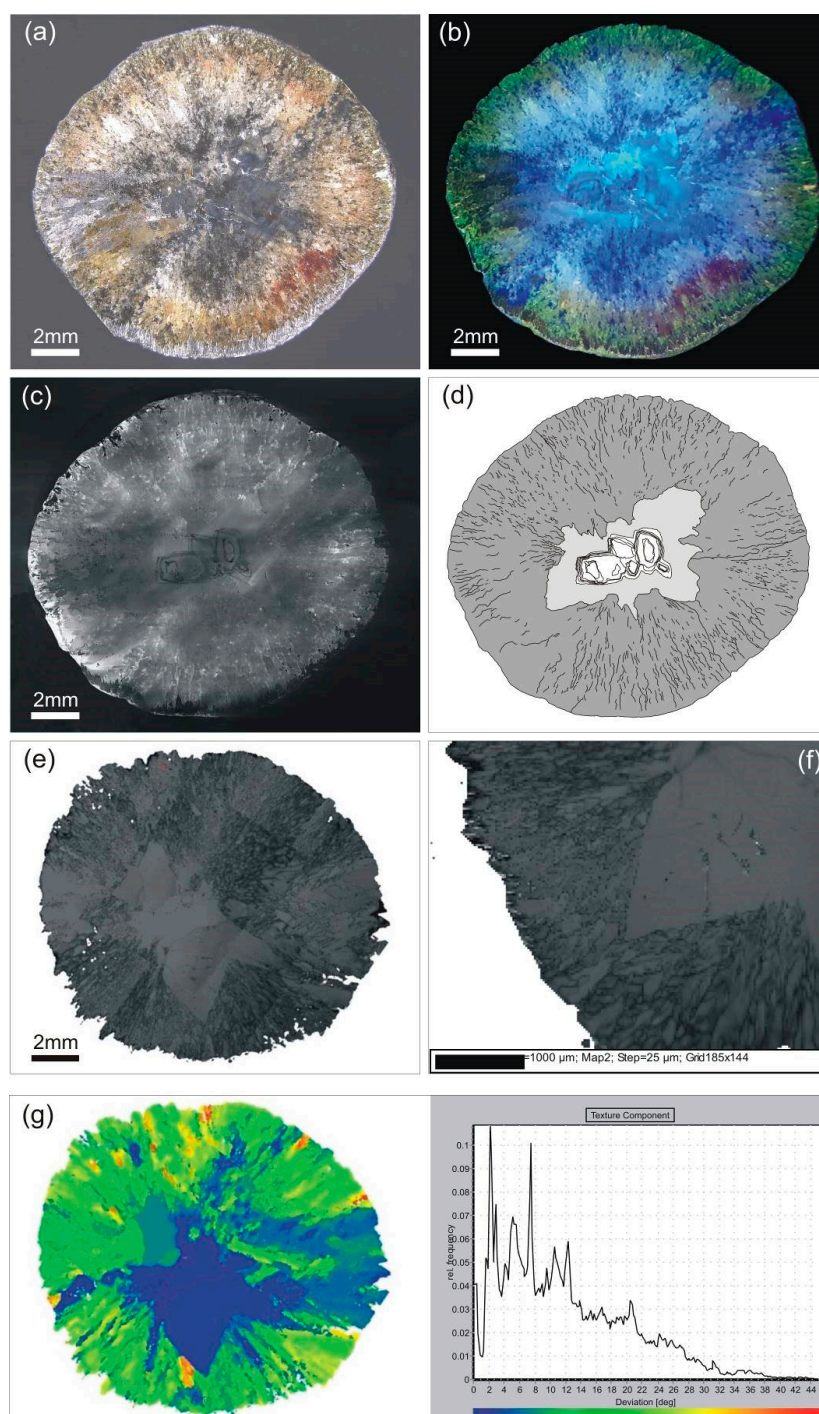 (a)
(b)
2mm
2mm
(c)
(d)
2mm
(e)
(f)
2mm
=1000 µm; Map2; Step=25 µm; Grid185x144
(g)
Texture Component
0.1
0.09
0.08
0.07
0.06
0.05
0.04
0.03
0.02
0.01
0
rel. frequency
0 2 4 6 8 10 12 14 16 18 20 22 24 26 28 30 32 34 36 38 40 42 44
Deviation [deg]